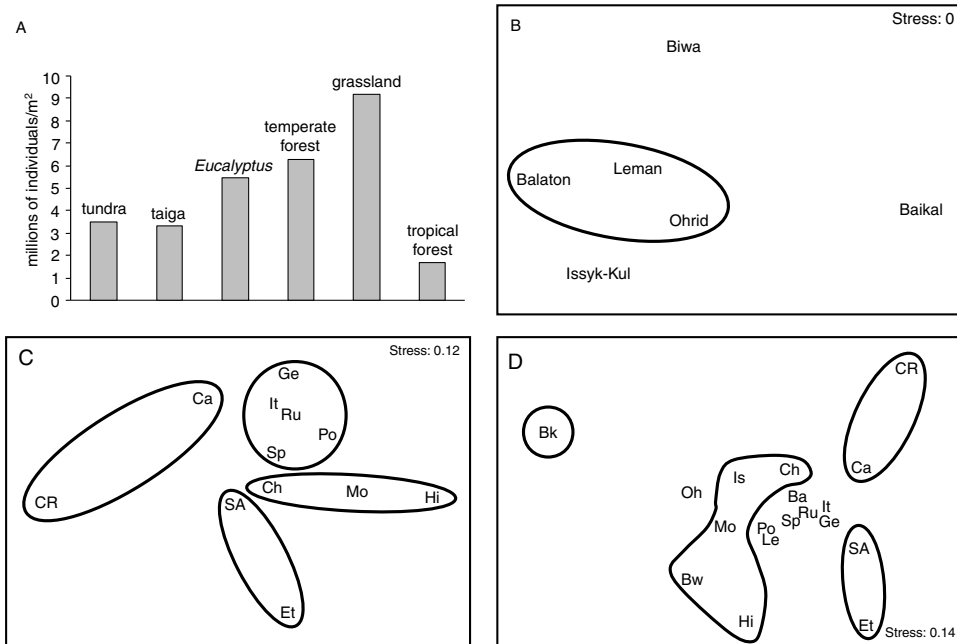 A
millions of individuals/m²
10
9
8
7
6
5
4
3
2
1
0
tundra
taiga
Eucalyptus
temperate
forest
grassland
tropical
forest
B
Stress: 0
Biwa
Leman
Balaton
Ohrid
Baikal
Issyk-Kul
C
Stress: 0.12
Ge
Ca
It
Ru
Po
Sp
Ch
Mo
Hi
CR
SA
Et
D
CR
Bk
Ca
Is
Ch
Oh
Ba
It
Ru
Sp
Ge
Mo
Po
Le
SA
Bw
Hi
Et
Stress: 0.14